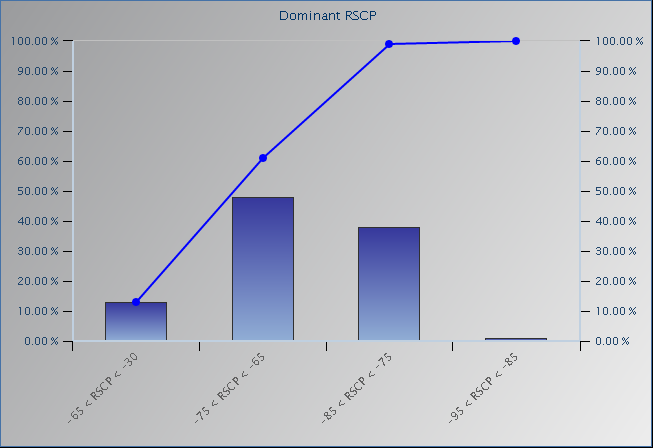 Dominant RSCP
100.00 % 100.00 %
90.00 % 90.00 %
80.00 % 80.00 %
70.00 % 70.00 %
60.00 % 60.00 %
50.00 % 50.00 %
40.00 % 40.00 %
30.00 % 30.00 %
20.00 % 20.00 %
10.00 % 10.00 %
0.00 % 0.00 %
-65 < RSCP < -30
-75 < RSCP < -65
-85 < RSCP < -75
-95 < RSCP < -85